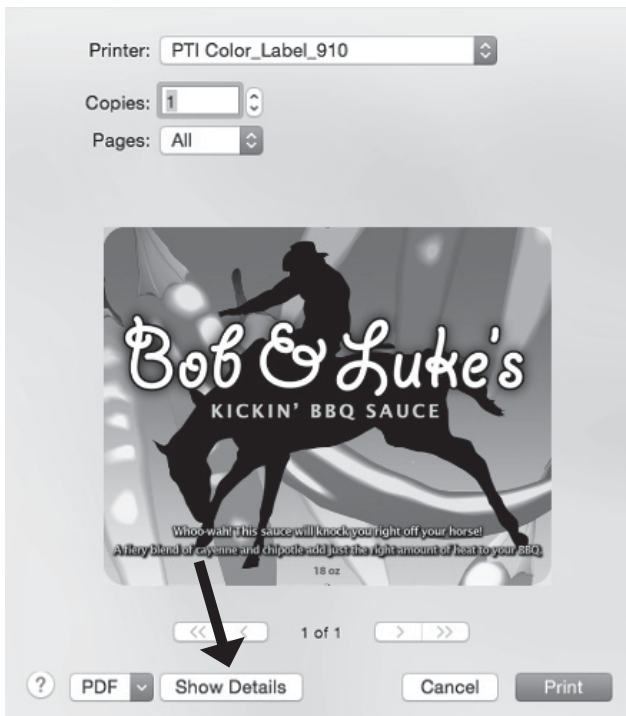 Printer: PTI Color_Label_910
Copies: 1
Pages: All
Bob & Luke's
KICKIN' BBQ SAUCE
Whoo-wah! This sauce will knock you right off your horse!
A fiery blend of cayenne and chipotle add just the right amount of heat to your BBQ.
18 oz
<< < 1 of 1 > >>
? PDF Show Details Cancel Print